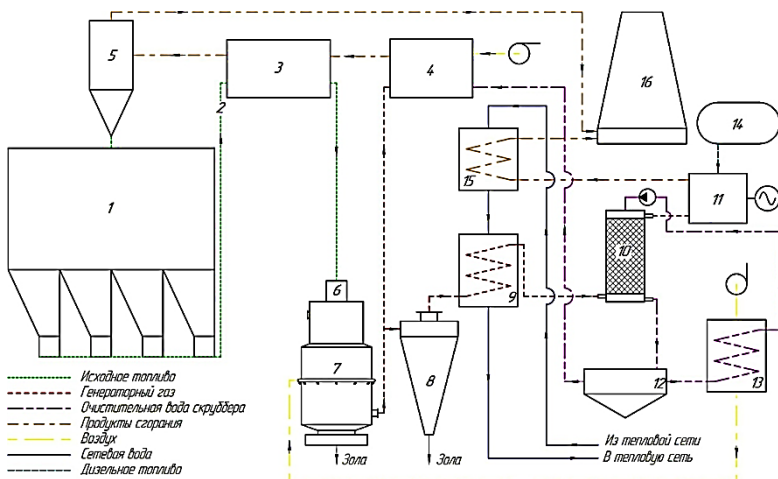 5
3
4
16
2
14
15
11
1
10
6
9
7
8
12
13
Исходное топливо
Генераторный газ
Очистительная вода скруббера
Продукты сгорания
Воздух
Сетевая вода
Дизельное топливо
Зола
Зола
Из тепловой сети
В тепловую сеть